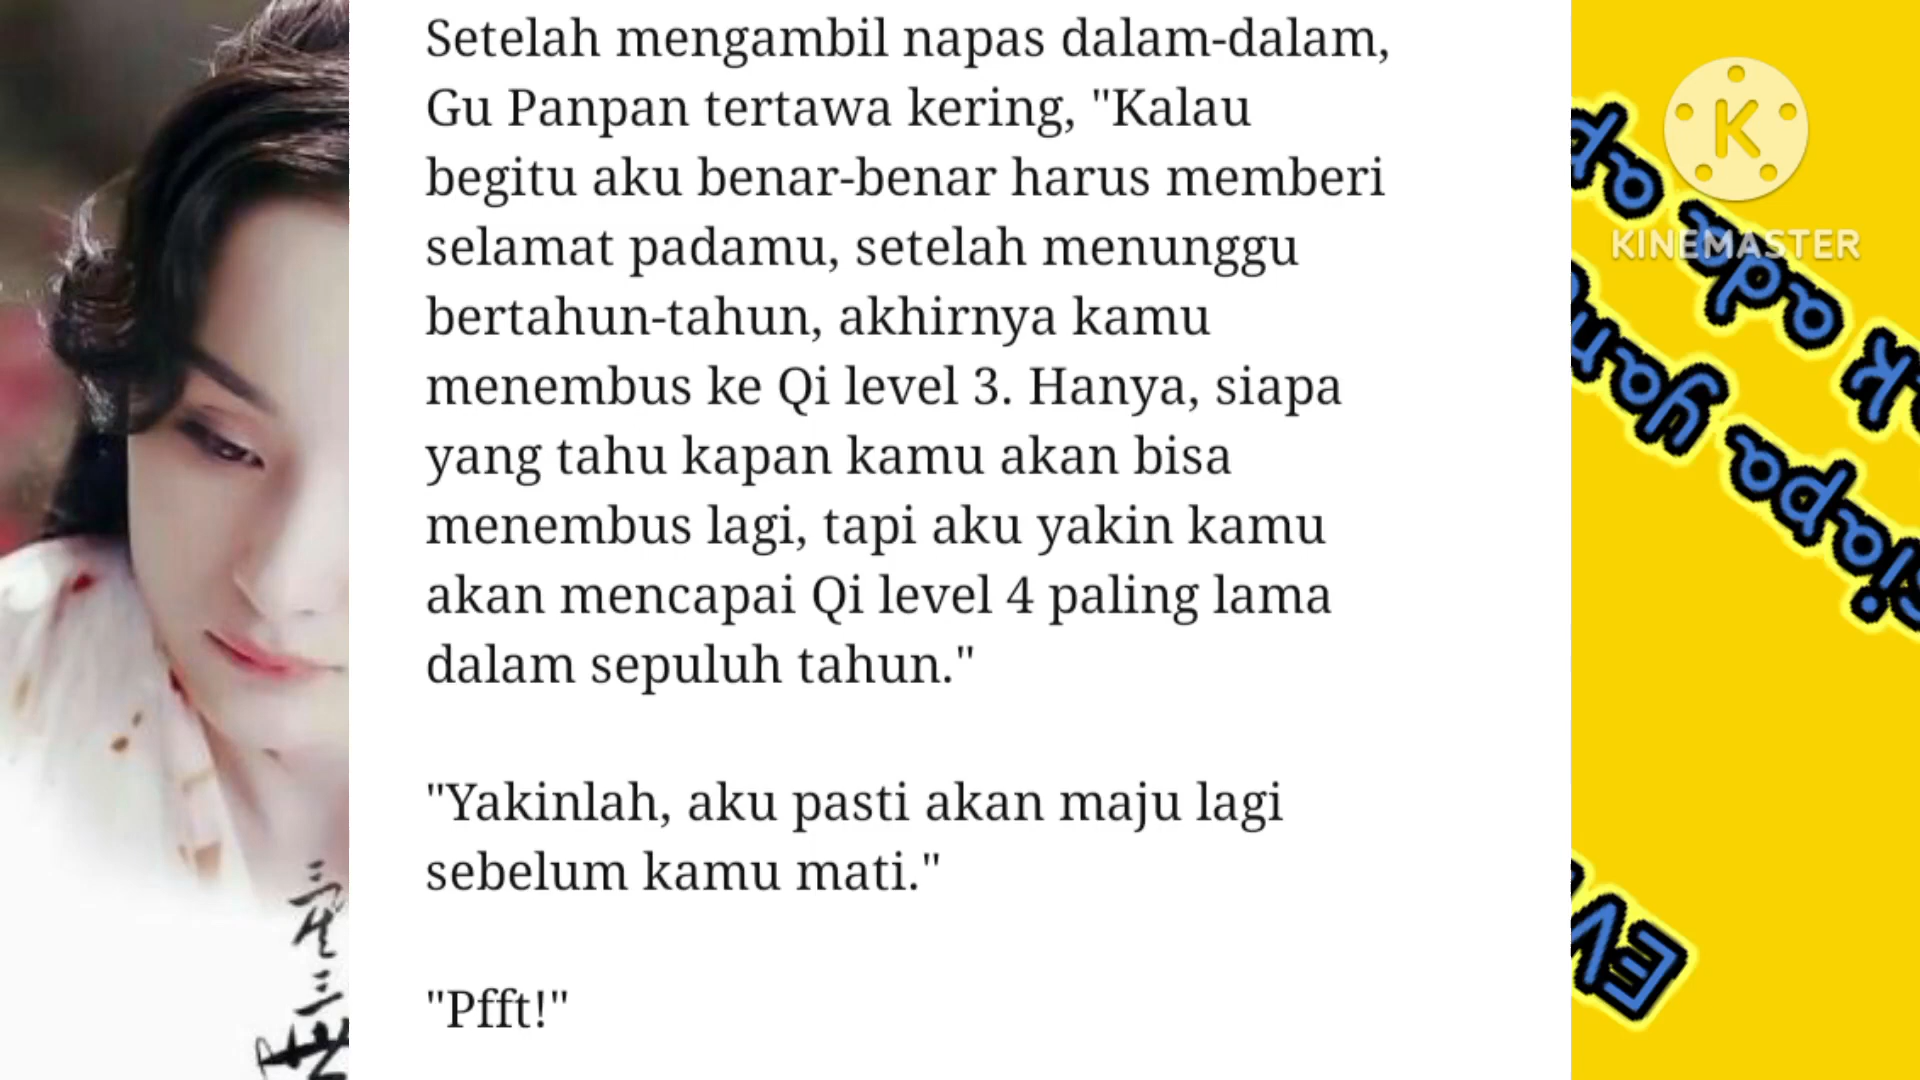 Setelah mengambil napas dalam-dalam,
Gu Panpan tertawa kering, "Kalau
begitu aku benar-benar harus memberi
selamat padamu, setelah menunggu
bertahun-tahun, akhirnya kamu
menembus ke Qi level 3. Hanya, siapa
yang tahu kapan kamu akan bisa
menembus lagi, tapi aku yakin kamu
akan mencapai Qi level 4 paling lama
dalam sepuluh tahun."
"Yakinlah, aku pasti akan maju lagi
sebelum kamu mati."
"Pfft!"
K
KINEMASTER
ada
yang
siapa